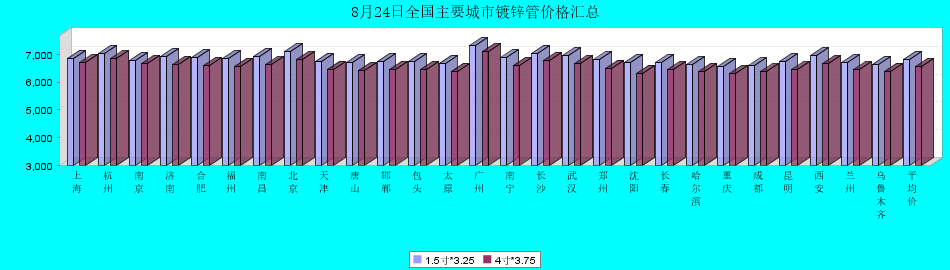 8月24日全国主要城市镀锌管价格汇总
7,000
6,000
5,000
4,000
3,000
上海
杭州
南京
济南
合肥
福州
南昌
北京
天津
唐山
邯郸
包头
太原
广州
南宁
长沙
武汉
郑州
沈阳
长春
哈尔滨
重庆
成都
昆明
西安
兰州
乌鲁木齐
平均价
1.5寸*3.25
4寸*3.75